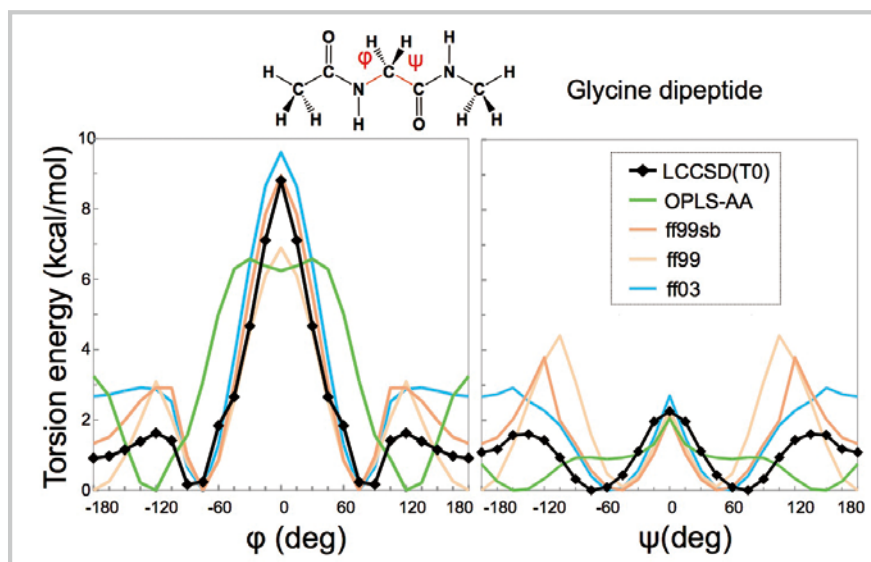 O H H H
φ ψ
H C C N H
C N C C
H H H H O H H
Glycine dipeptide
Torsion energy (kcal/mol)
10
8
6
4
2
0
-180 -120 -60 0 60 120 180
φ (deg)
LCCSD(T0)
OPLS-AA
ff99sb
ff99
ff03
-180 -120 -60 0 60 120 180
ψ(deg)